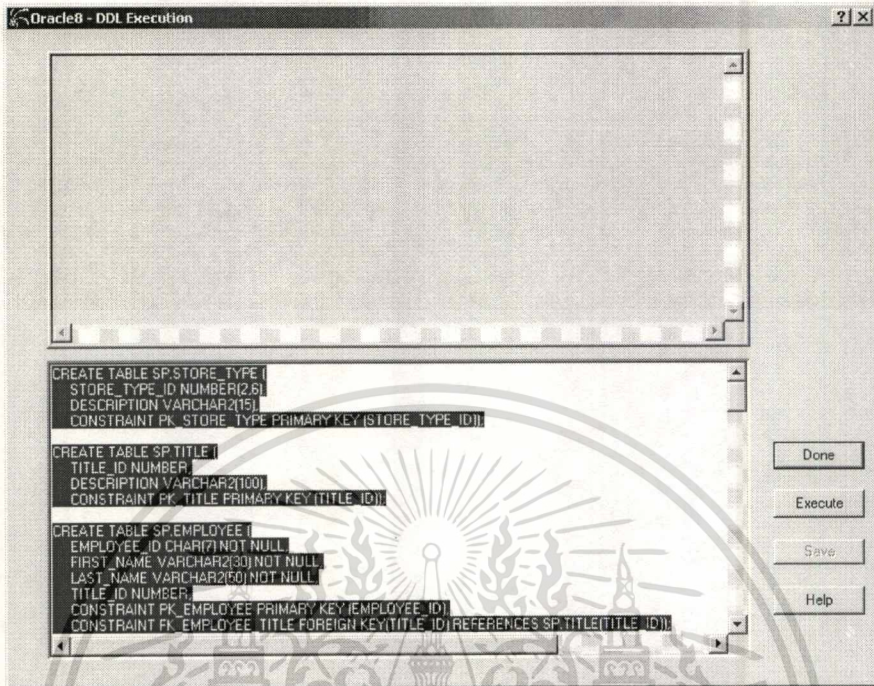 Oracle8 - DDL Execution
CREATE TABLE SP.STORE_TYPE (
STORE_TYPE_ID NUMBER(2,6),
DESCRIPTION VARCHAR2(15),
CONSTRAINT PK_STORE_TYPE PRIMARY KEY (STORE_TYPE_ID));
CREATE TABLE SP.TITLE (
TITLE_ID NUMBER,
DESCRIPTION VARCHAR2(100),
CONSTRAINT PK_TITLE PRIMARY KEY (TITLE_ID));
CREATE TABLE SP.EMPLOYEE (
EMPLOYEE_ID CHAR(7) NOT NULL,
FIRST_NAME VARCHAR2(30) NOT NULL,
LAST_NAME VARCHAR2(50) NOT NULL,
TITLE_ID NUMBER,
CONSTRAINT PK_EMPLOYEE PRIMARY KEY (EMPLOYEE_ID),
CONSTRAINT FK_EMPLOYEE_TITLE FOREIGN KEY(TITLE_ID) REFERENCES SP.TITLE(TITLE_ID));
Done
Execute
Save
Help